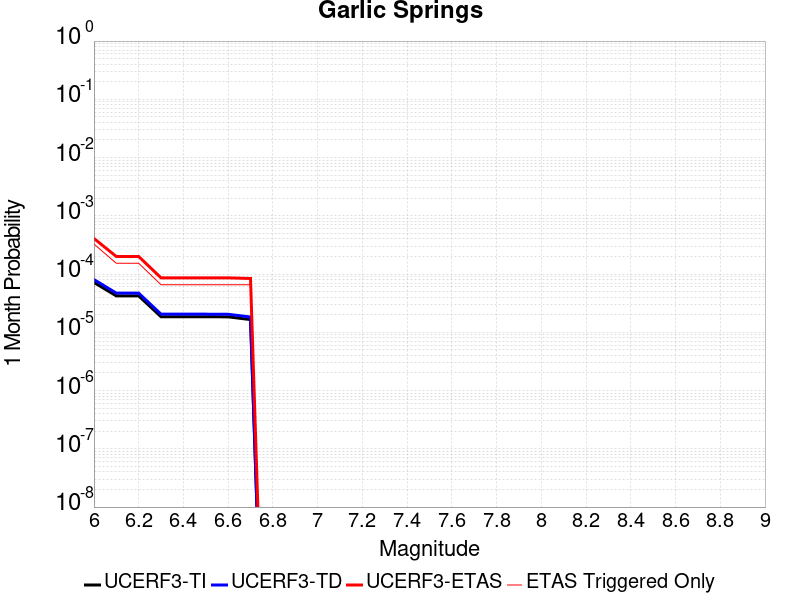 Garlic Springs
10^0
10^-1
10^-2
10^-3
10^-4
10^-5
10^-6
10^-7
10^-8
1 Month Probability
6 6.2 6.4 6.6 6.8 7 7.2 7.4 7.6 7.8 8 8.2 8.4 8.6 8.8 9
Magnitude
UCERF3-TI UCERF3-TD UCERF3-ETAS ETAS Triggered Only